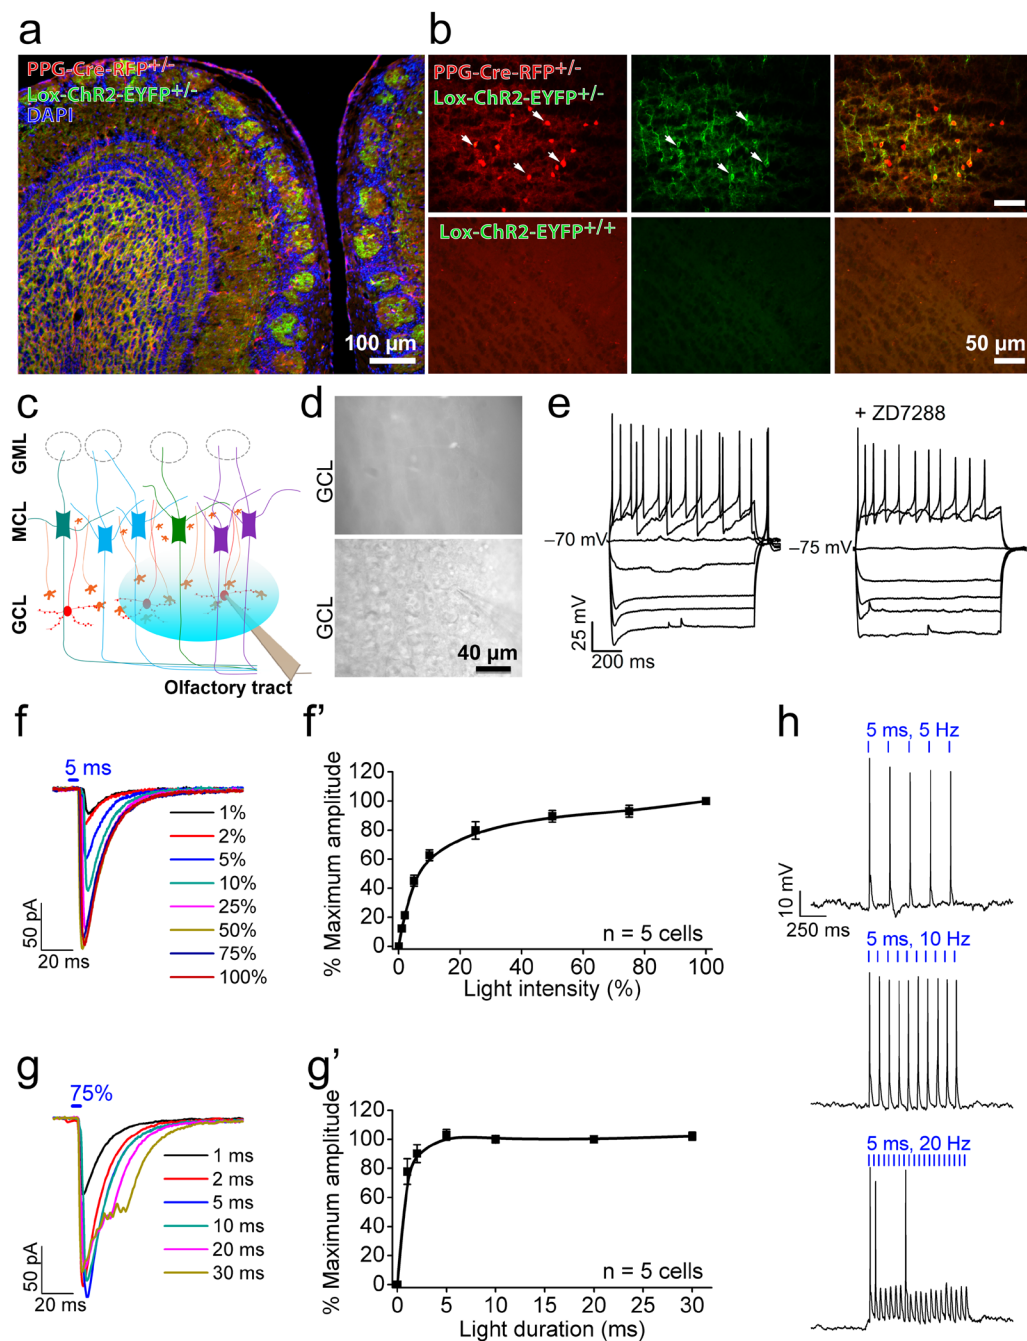 a
PPG-Cre-RFP+/-
Lox-ChR2-EYFP+/-
DAPI
100 µm
b
PPG-Cre-RFP+/-
Lox-ChR2-EYFP+/-
Lox-ChR2-EYFP+/+
50 µm
c
GML
MCL
GCL
Olfactory tract
d
GCL
GCL
40 µm
e
+ ZD7288
–70 mV
–75 mV
25 mV
200 ms
f
5 ms
1%
2%
5%
10%
25%
50%
75%
100%
50 pA
20 ms
f'
% Maximum amplitude
120
100
80
60
40
20
0
n = 5 cells
0 20 40 60 80 100
Light intensity (%)
g
75%
1 ms
2 ms
5 ms
10 ms
20 ms
30 ms
50 pA
20 ms
g'
% Maximum amplitude
120
100
80
60
40
20
0
n = 5 cells
0 5 10 15 20 25 30
Light duration (ms)
h
5 ms, 5 Hz
10 mV
250 ms
5 ms, 10 Hz
5 ms, 20 Hz